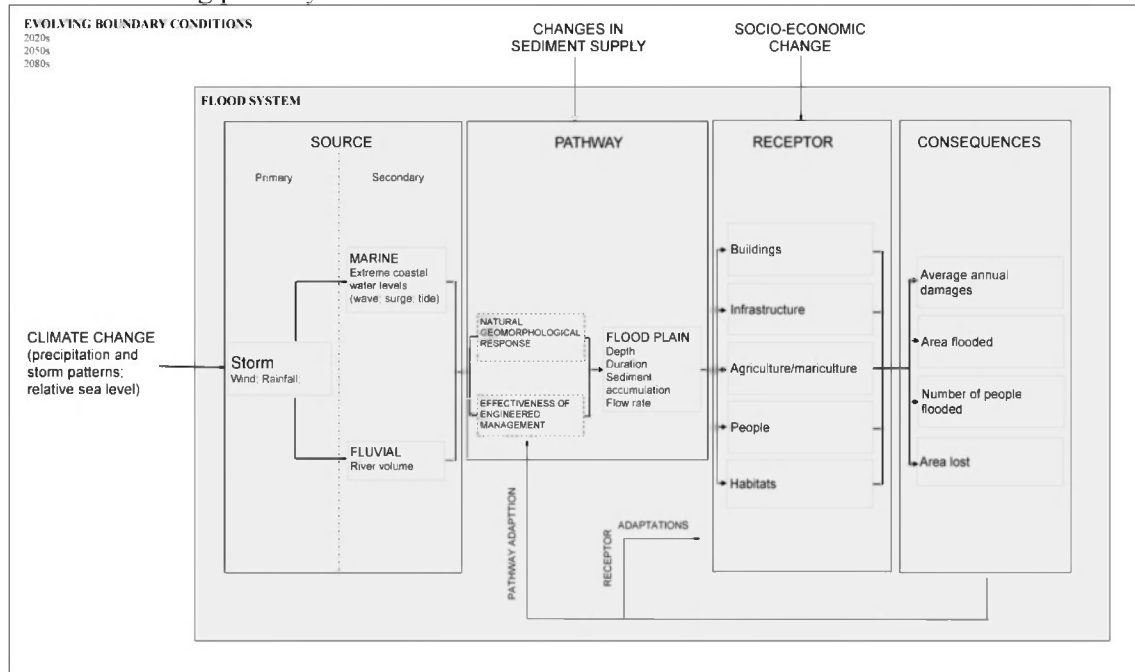 EVOLVING BOUNDARY CONDITIONS
2020s
2050s
2080s
CHANGES IN
SEDIMENT SUPPLY
SOCIO-ECONOMIC
CHANGE
FLOOD SYSTEM
SOURCE
Primary
Secondary
PATHWAY
RECEPTOR
CONSEQUENCES
CLIMATE CHANGE
(precipitation and
storm patterns;
relative sea level)
Storm
Wind; Rainfall;
MARINE
Extreme coastal
water levels
(wave; surge; tide)
FLUVIAL
River volume
NATURAL
GEOMORPHOLOGICAL
RESPONSE
EFFECTIVENESS OF
ENGINEERED
MANAGEMENT
FLOOD PLAIN
Depth
Duration
Sediment
accumulation
Flow rate
Buildings
Infrastructure
Agriculture/mariculture
People
Habitats
Average annual
damages
Area flooded
Number of people
flooded
Area lost
PATHWAY ADAPTTION
RECEPTOR
ADAPTATIONS